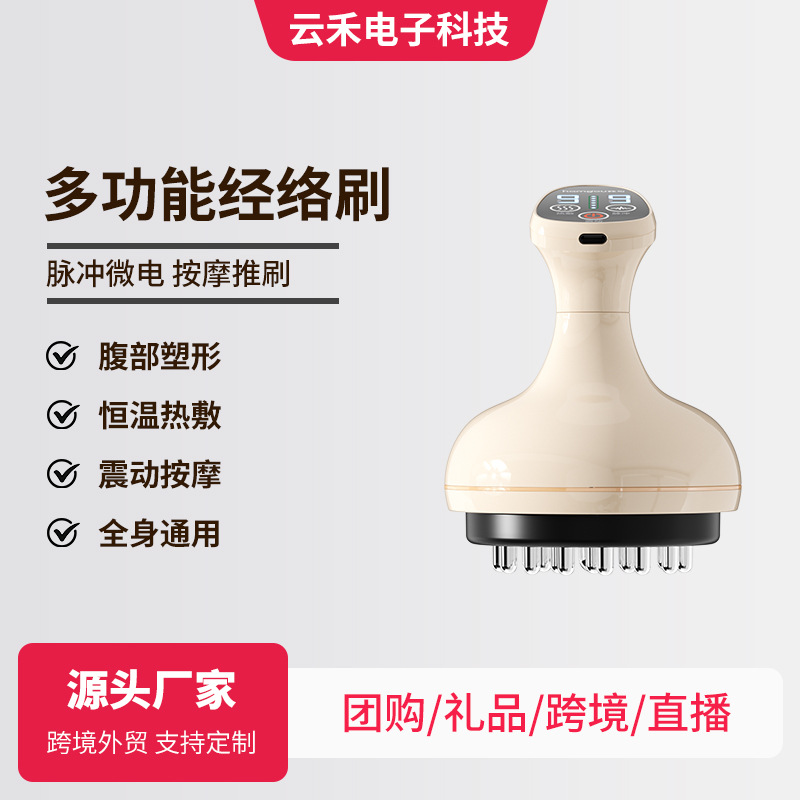 云禾电子科技
多功能经络刷
脉冲微电 按摩推刷
腹部塑形
恒温热敷
震动按摩
全身通用
9 9
源头厂家
跨境外贸 支持定制
团购/礼品/跨境/直播